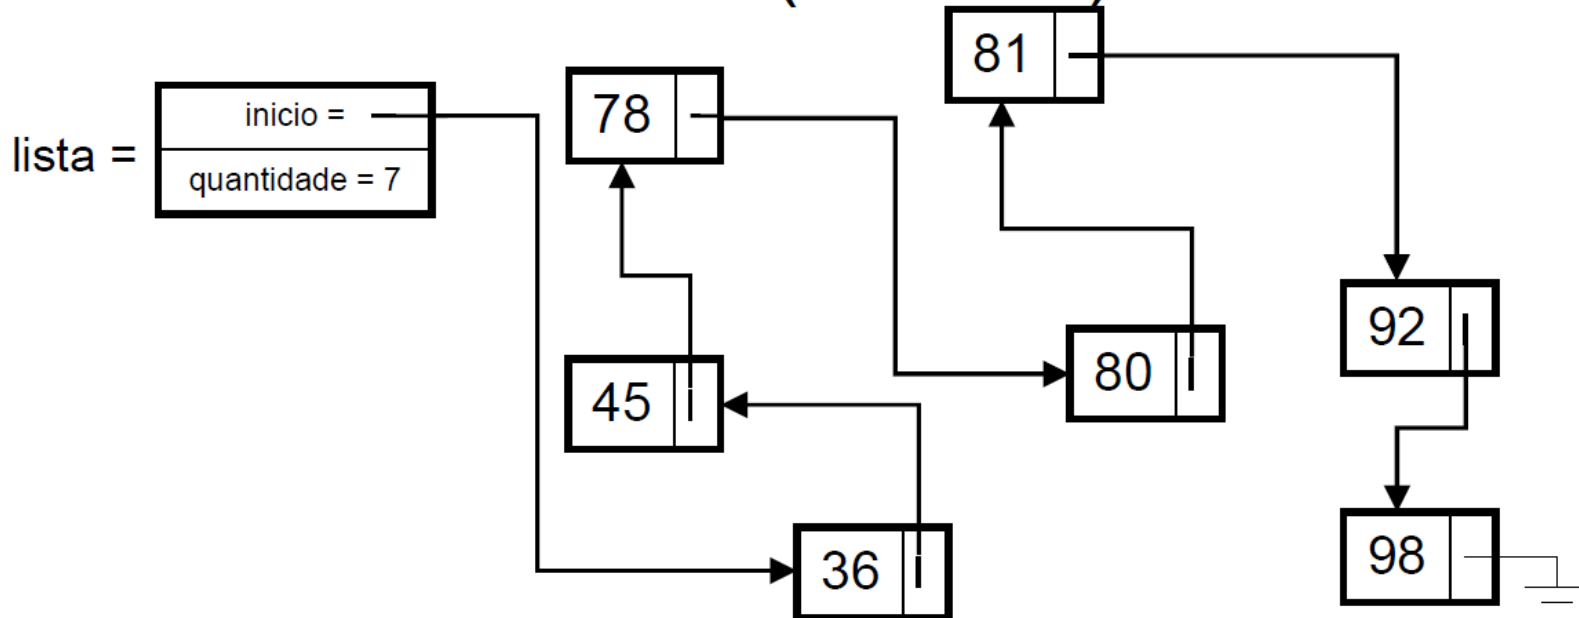 lista =
inicio =
quantidade = 7
78
81
45
80
92
36
98